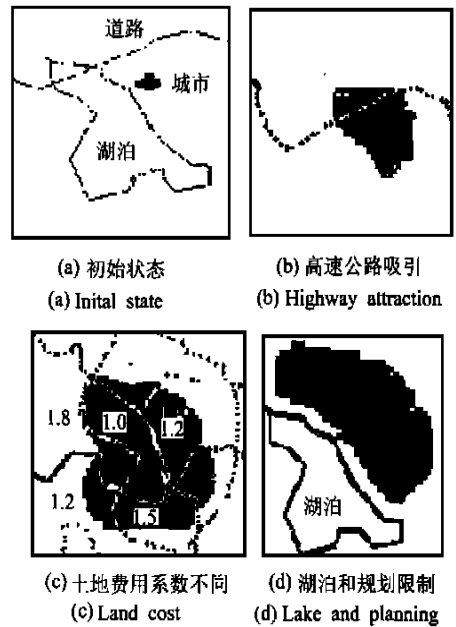 道路
城市
湖泊
(a) 初始状态
(a) Inital state
(b) 高速公路吸引
(b) Highway attraction
1.8
1.0
1.2
1.2
1.5
(c) 土地费用系数不同
(c) Land cost
湖泊
(d) 湖泊和规划限制
(d) Lake and planning